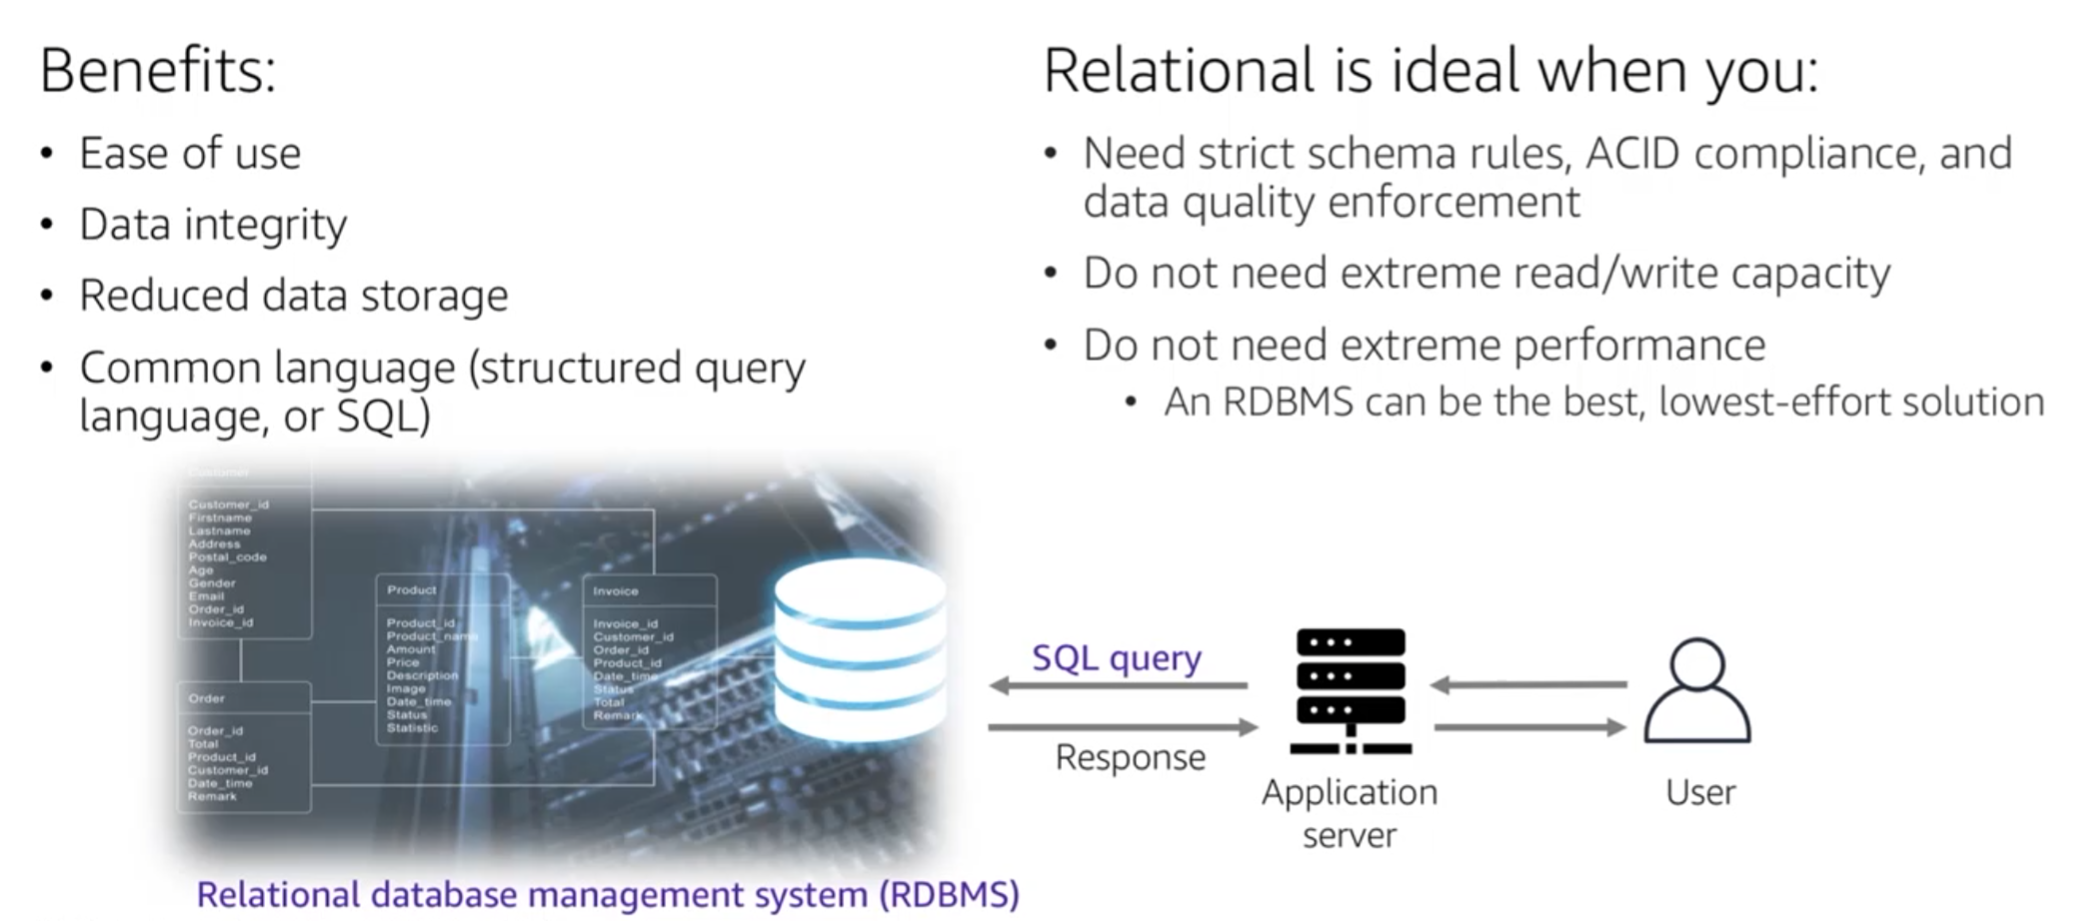 Benefits:
• Ease of use
• Data integrity
• Reduced data storage
• Common language (structured query
language, or SQL)
Relational is ideal when you:
• Need strict schema rules, ACID compliance, and
data quality enforcement
• Do not need extreme read/write capacity
• Do not need extreme performance
• An RDBMS can be the best, lowest-effort solution
Customer
Customer_id
Firstname
Lastname
Address
Postal_code
Age
Gender
Email
Order_id
Invoice_id
Order
Order_id
Total
Product_id
Customer_id
Date_time
Remark
Product
Product_id
Product_name
Amount
Price
Description
Image
Date_time
Status
Statistic
Invoice
Invoice_id
Customer_id
Order_id
Product_id
Date_time
Status
Total
Remark
Relational database management system (RDBMS)
SQL query
Response
Application
server
User